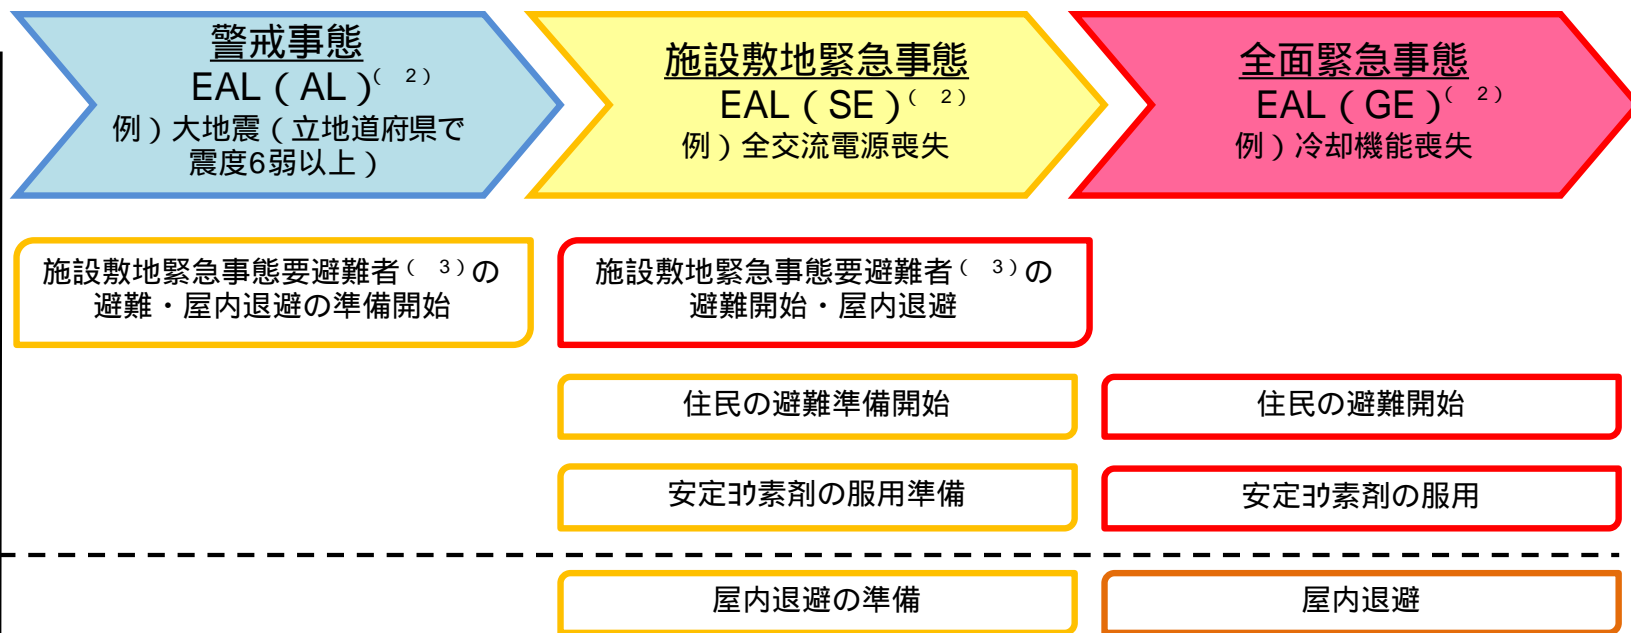 警戒事態
EAL（AL）（ 2）
例）大地震（立地道府県で
震度6弱以上）
施設敷地緊急事態
EAL（SE）（ 2）
例）全交流電源喪失
全面緊急事態
EAL（GE）（ 2）
例）冷却機能喪失
施設敷地緊急事態要避難者（ 3）の
避難・屋内退避の準備開始
施設敷地緊急事態要避難者（ 3）の
避難開始・屋内退避
住民の避難準備開始
住民の避難開始
安定ﾖｳ素剤の服用準備
安定ﾖｳ素剤の服用
屋内退避の準備
屋内退避